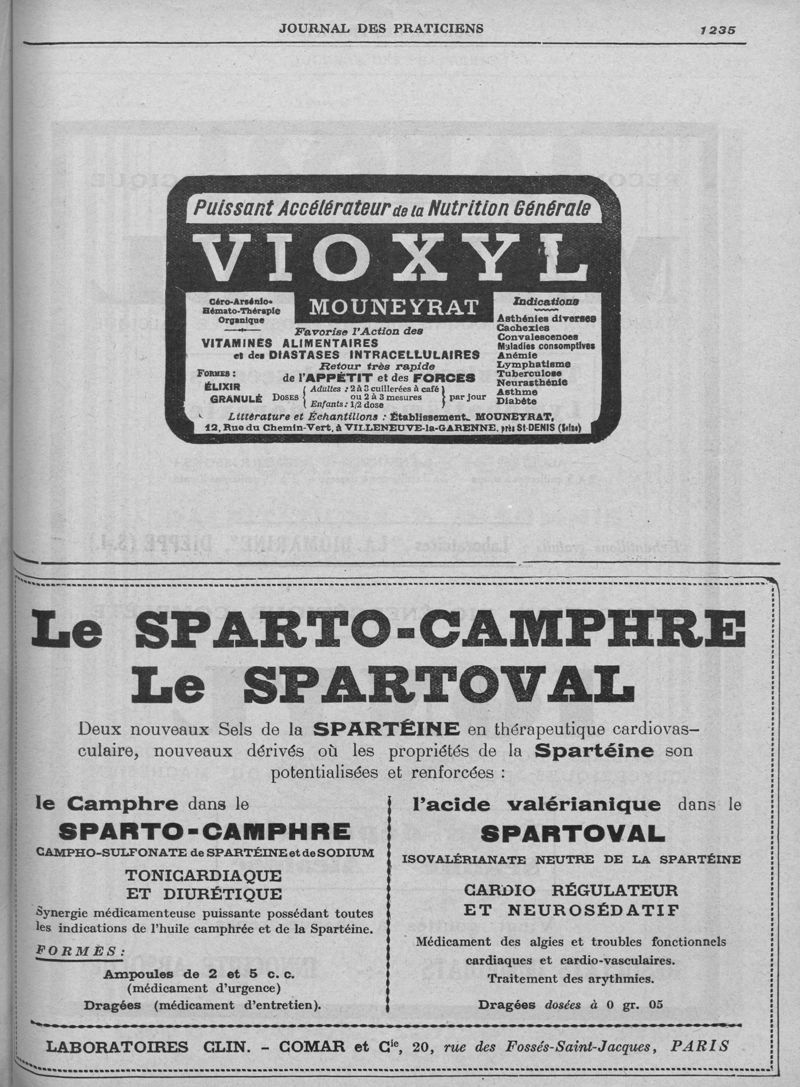 JOURNAL DES PRATICIENS
1235
Puissant Accélérateur de la Nutrition Générale
VIOXYL
MOUNEYRAT
Céro-Arsénio-
Hémato-Thérapie
Organique
Favorise l'Action des
VITAMINES ALIMENTAIRES
et des DIASTASES INTRACELLULAIRES
Retour très rapide
de l'APPÉTIT et des FORCES
FORMES :
ÉLIXIR
GRANULÉ
DOSES
Adultes : 2 à 3 cuillerées à café
ou 2 à 3 mesures
Enfants : 1/2 dose
par jour
Indications
Asthénies diverses
Cachexies
Convalescences
Maladies consomptives
Anémie
Lymphatisme
Tuberculose
Neurasthénie
Asthme
Diabète
Littérature et Échantillons : Établissements MOUNEYRAT,
12, Rue du Chemin-Vert, à VILLENEUVE-la-GARENNE, près St-DENIS (Seine)
Le SPARTO-CAMPHRE
Le SPARTOVAL
Deux nouveaux Sels de la SPARTÉINE en thérapeutique cardiovas-
culaire, nouveaux dérivés où les propriétés de la Spartéine son
potentialisées et renforcées :
le Camphre dans le
SPARTO-CAMPHRE
CAMPHO-SULFONATE de SPARTÉINE et de SODIUM
TONICARDIAQUE
ET DIURÉTIQUE
Synergie médicamenteuse puissante possédant toutes
les indications de l'huile camphrée et de la Spartéine.
FORMES :
Ampoules de 2 et 5 c. c.
(médicament d'urgence)
Dragées (médicament d'entretien).
l'acide valérianique dans le
SPARTOVAL
ISOVALÉRIANATE NEUTRE DE LA SPARTÉINE
CARDIO RÉGULATEUR
ET NEUROSÉDATIF
Médicament des algies et troubles fonctionnels
cardiaques et cardio-vasculaires.
Traitement des arythmies.
Dragées dosées à 0 gr. 05
LABORATOIRES CLIN. - COMAR et Cie, 20, rue des Fossés-Saint-Jacques, PARIS